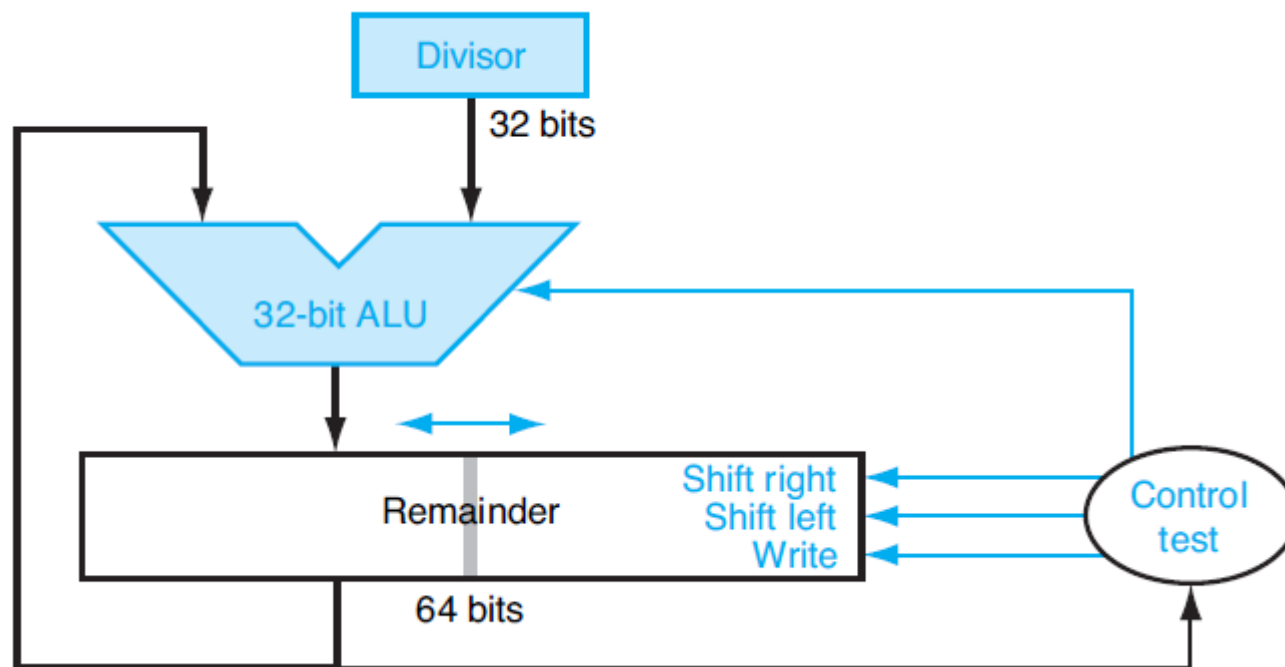 Divisor
32 bits
32-bit ALU
Remainder
Shift right
Shift left
Write
Control
test
64 bits